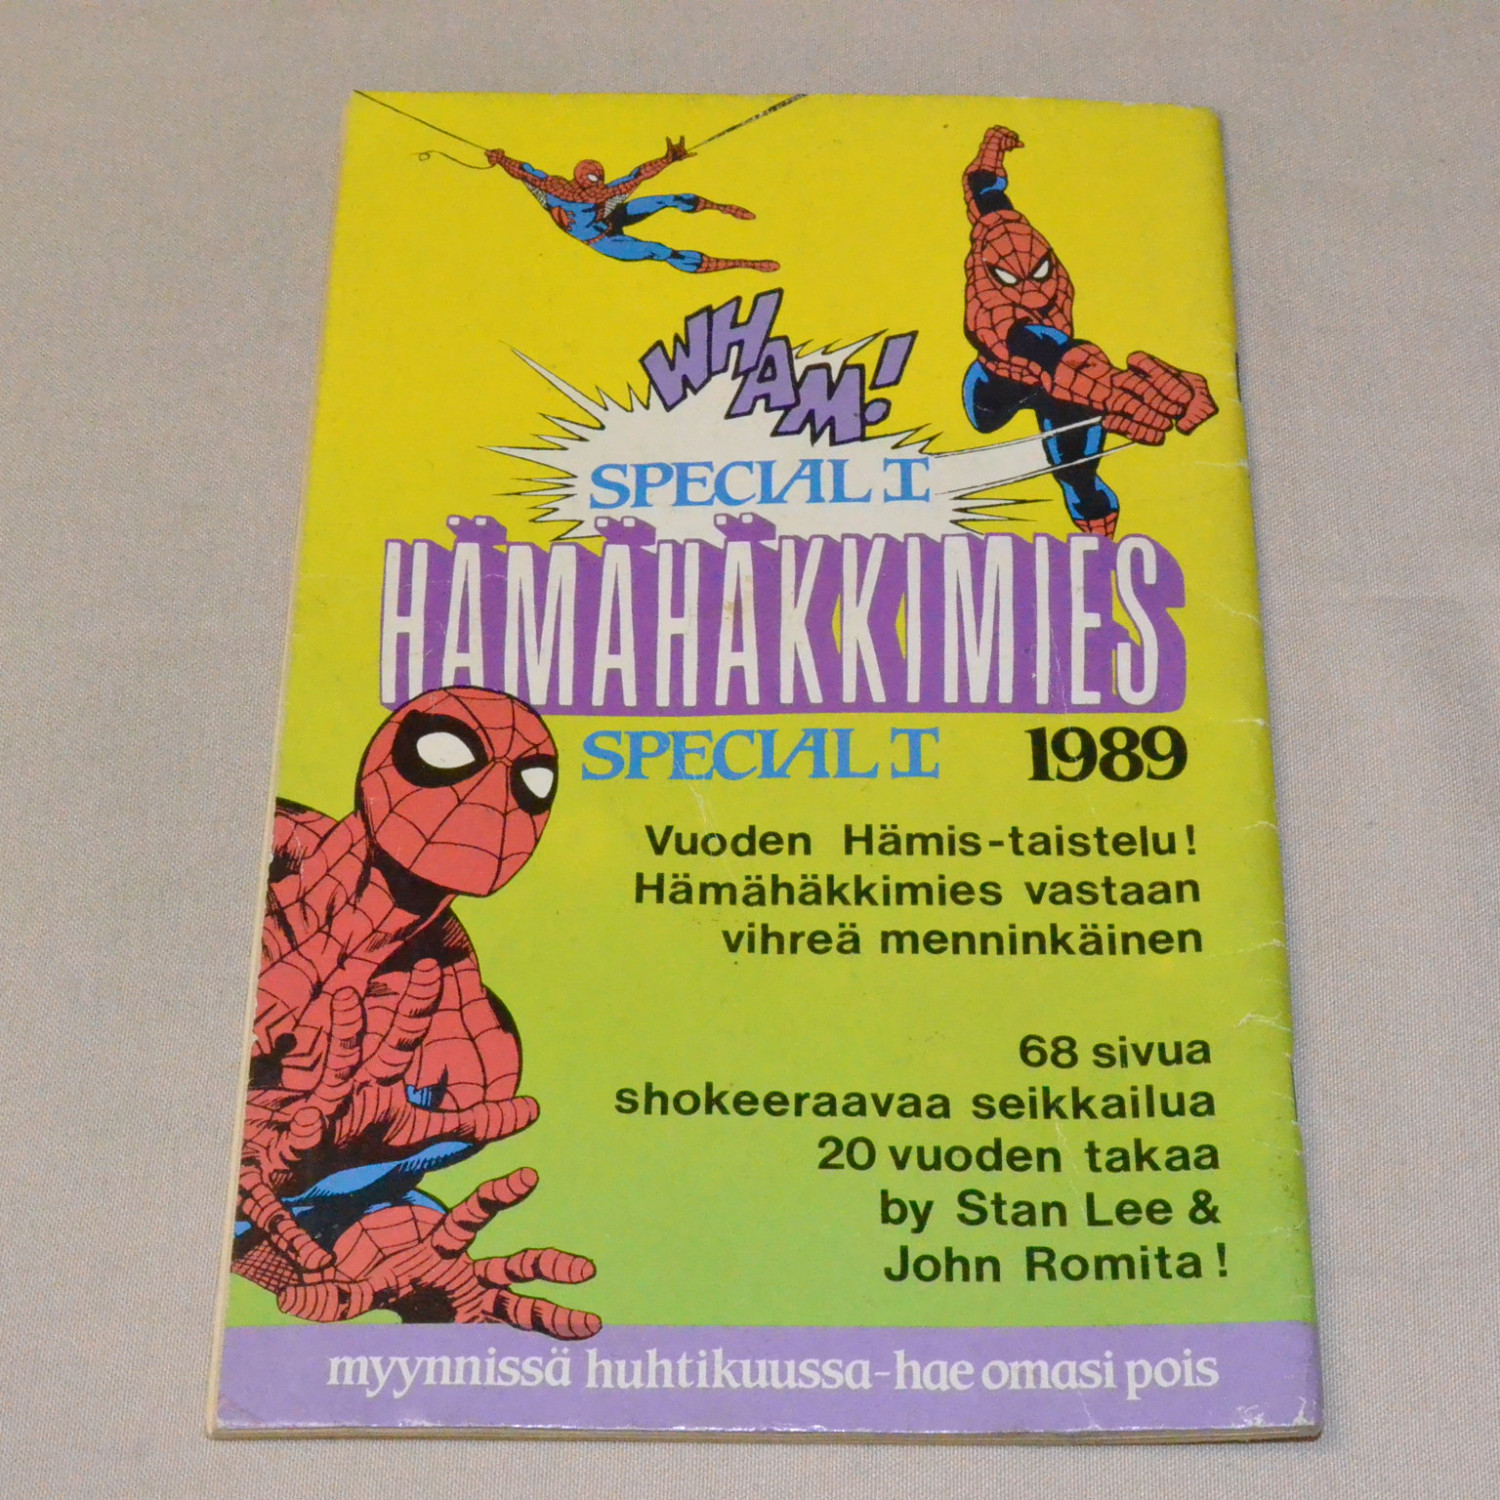 WHAM!
SPECIAL I
HÄMÄHÄKKIMIES
SPECIAL I 1989
Vuoden Hämis-taistelu!
Hämähäkkimies vastaan
vihreä menninkäinen
68 sivua
shokeeraavaa seikkailua
20 vuoden takaa
by Stan Lee &
John Romita!
myynnissä huhtikuussa-hae omasi pois